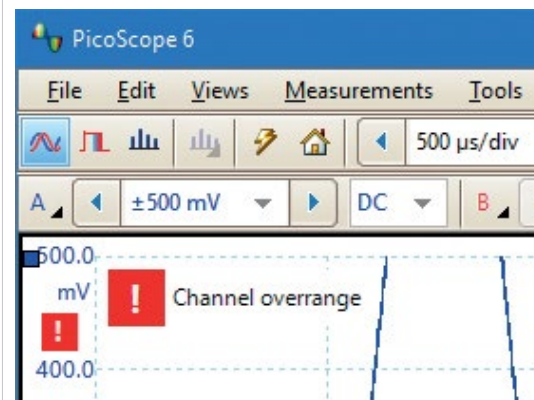 PicoScope 6
File Edit Views Measurements Tools
500 µs/div
A ±500 mV DC B
500.0
mV ! Channel overrange
!
400.0